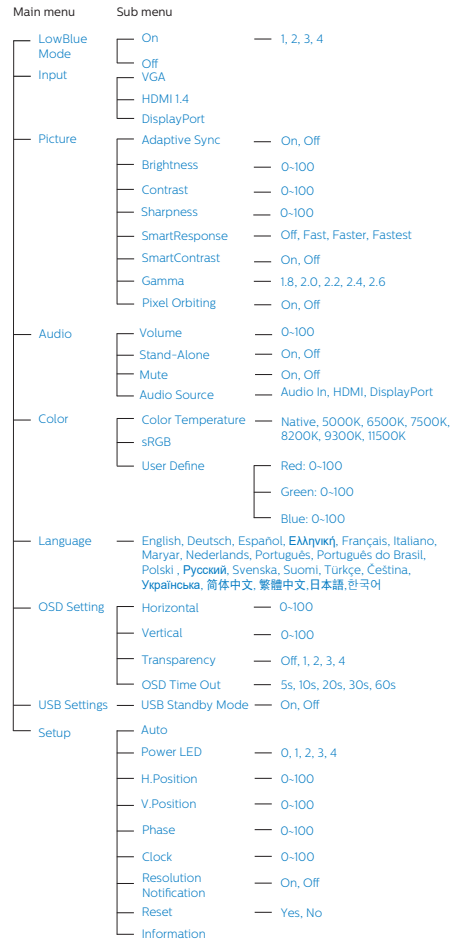 Main menu Sub menu
LowBlue Mode On 1, 2, 3, 4
Off
Input VGA
HDMI 1.4
DisplayPort
Picture Adaptive Sync On, Off
Brightness 0~100
Contrast 0~100
Sharpness 0~100
SmartResponse Off, Fast, Faster, Fastest
SmartContrast On, Off
Gamma 1.8, 2.0, 2.2, 2.4, 2.6
Pixel Orbiting On, Off
Audio Volume 0~100
Stand-Alone On, Off
Mute On, Off
Audio Source Audio In, HDMI, DisplayPort
Color Color Temperature Native, 5000K, 6500K, 7500K,
8200K, 9300K, 11500K
sRGB
User Define Red: 0~100
Green: 0~100
Blue: 0~100
Language English, Deutsch, Español, Ελληνική, Français, Italiano,
Maryar, Nederlands, Português, Português do Brasil,
Polski , Русский, Svenska, Suomi, Türkçe, Čeština,
Українська, 简体中文, 繁體中文,日本語,한국어
OSD Setting Horizontal 0~100
Vertical 0~100
Transparency Off, 1, 2, 3, 4
OSD Time Out 5s, 10s, 20s, 30s, 60s
USB Settings USB Standby Mode On, Off
Setup Auto
Power LED 0, 1, 2, 3, 4
H.Position 0~100
V.Position 0~100
Phase 0~100
Clock 0~100
Resolution
Notification On, Off
Reset Yes, No
Information